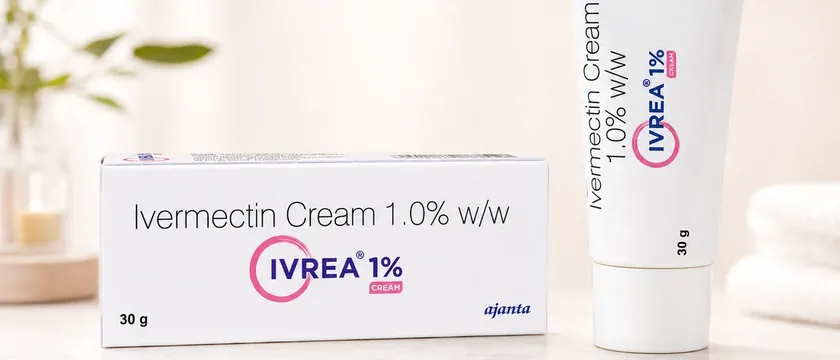 Ivermectin Cream 1.0% w/w
IVREA® 1%
CREAM
30 g
ajanta
Ivermectin Cream
1.0% w/w
IVREA® 1%
CREAM
30 g